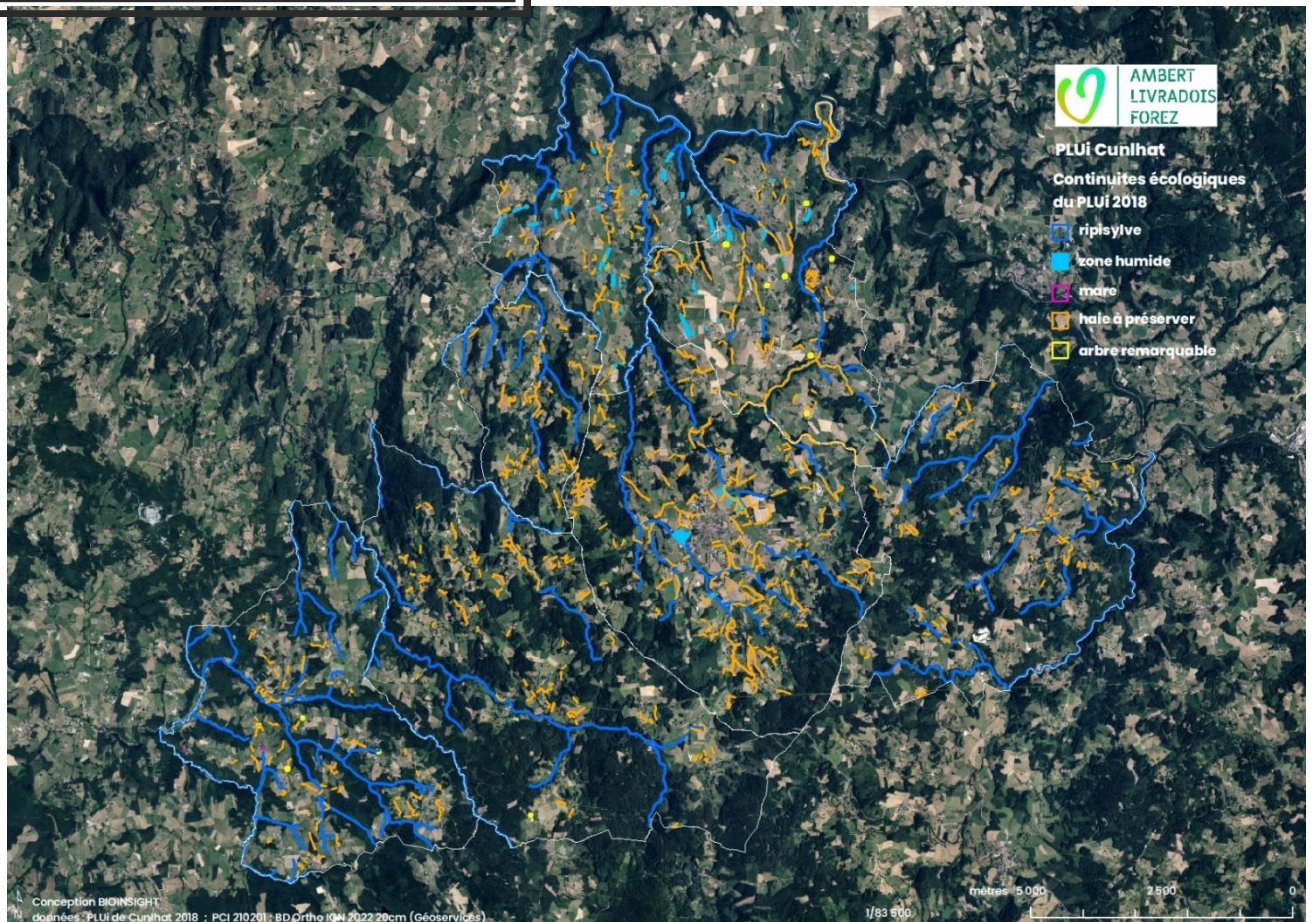 AMBERT
LIVRADOIS
FOREZ
PLUi Cunlhat
Continuites écologiques
du PLUi 2018
ripisylve
zone humide
mare
haie à préserver
arbre remarquable
Conception BIOINSIGHT
données : PLUi de Cunlhat 2018 ; PCI 210201 ; BD Ortho IGN 2022 20cm (Géoservices)
1/83 500
mètres 5 000 2 500 0